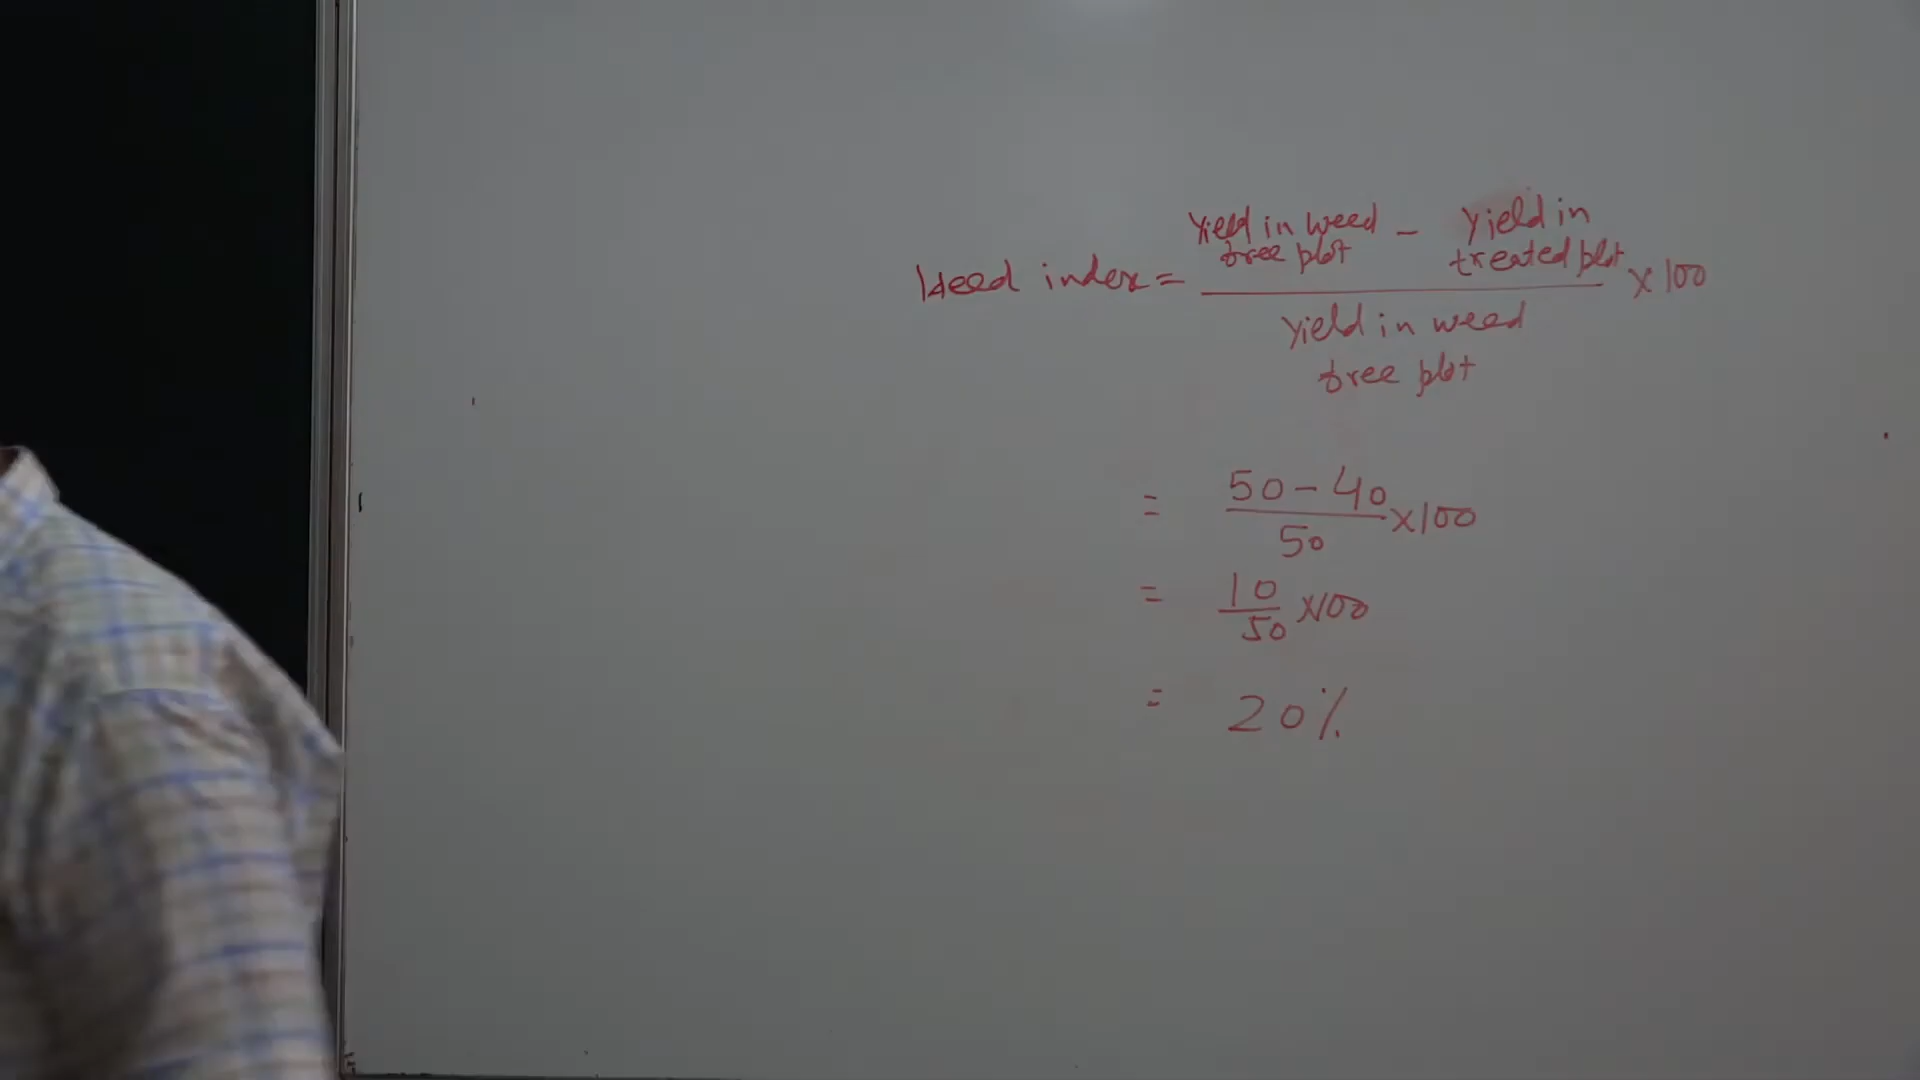 Weed index = yield in weed free plot - yield in treated plot × 100
yield in weed
free plot
= 50 - 40 × 100
50
= 10 × 100
50
= 20%